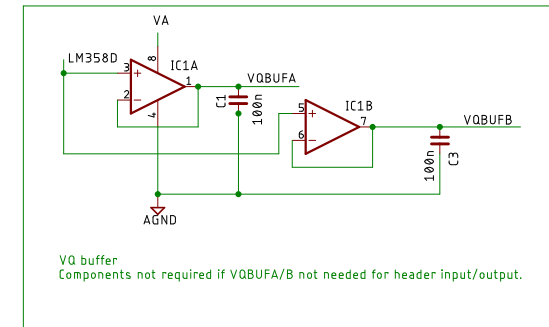 VA
LM358D
8
IC1A
3
+
1
VQBUFA
2
-
4
C1
100n
IC1B
5
+
7
VQBUFB
6
-
100n
C3
AGND
VQ buffer
Components not required if VQBUFA/B not needed for header input/output.